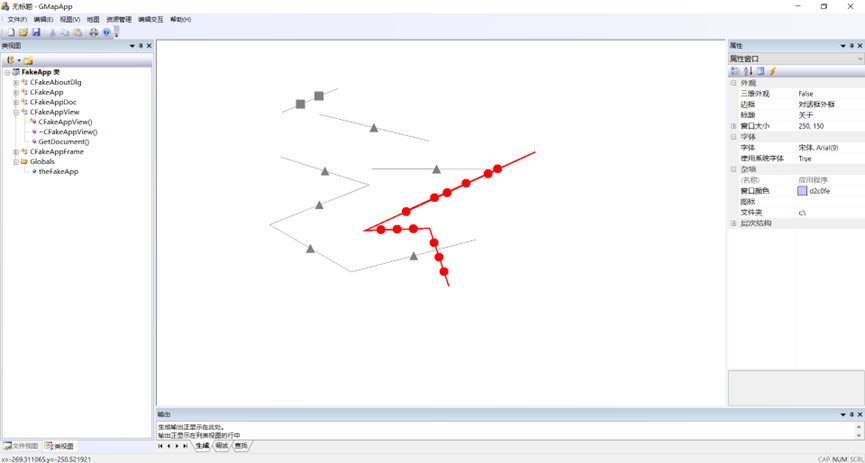 无标题 - GMapApp
文件(F) 编辑(E) 视图(V) 地图 资源管理 编辑交互 帮助(H)
类视图
FakeApp 类
CFakeAboutDlg
CFakeApp
CFakeAppDoc
CFakeAppView
CFakeAppView()
~CFakeAppView()
GetDocument()
CFakeAppFrame
Globals
theFakeApp
文件视图 类视图
属性
属性窗口
外观
三维外观 False
边框 对话框外框
标题 关于
窗口大小 250, 150
字体
字体 宋体, Arial(9)
使用系统字体 True
杂项
(名称) 应用程序
窗口颜色 d2c0fe
图标
文件夹 c:\
层次结构
输出
生成输出正显示在此处。
输出正显示在列表视图的行中
生成 调试 查找
x=-269.311065,y=-250.521921
CAP NUM SCRL